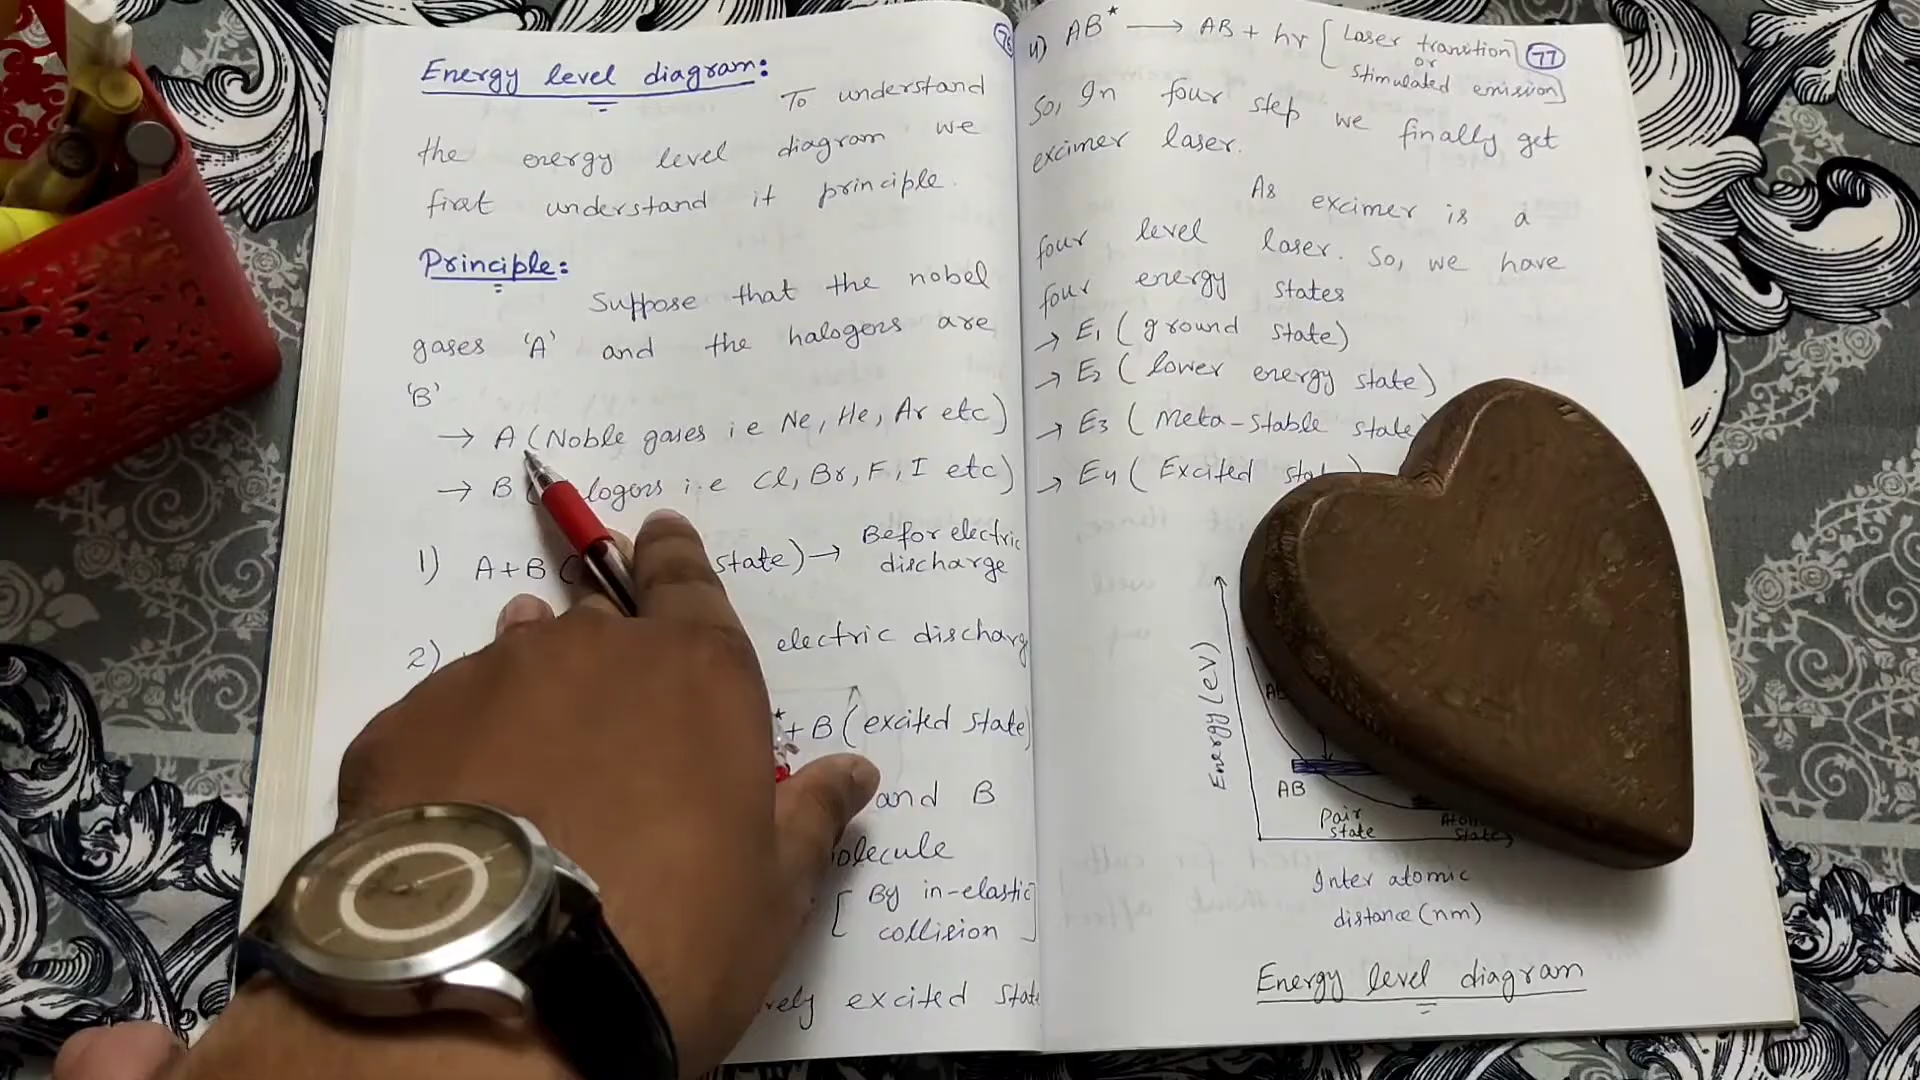 Energy level diagram:
To understand
the energy level diagram we
first understand it principle.
Principle:
Suppose that the nobel
gases 'A' and the halogens are
'B'
→ A (Noble gases i e Ne, He, Ar etc)
→ B ( logens i.e Cl, Br, F, I etc)
1) A+B ( state) → Befor electric
discharge
2) electric discharg
+ B (excited state)
and B
olecule
[ By in-elastic
collision ]
rely excited stat
4) AB* → AB + hν [ Laser transtion 77
or
stimulated emission]
So, In four step we finally get
excimer laser.
As excimer is a
four level laser. So, we have
four energy states
→ E1 (ground state)
→ E2 (lower energy state)
→ E3 (Meta-stable state
→ E4 (Excited sta )
Energy (eV)
AB
AB
Pair
state
Inter atomic
distance (nm)
Energy level diagram